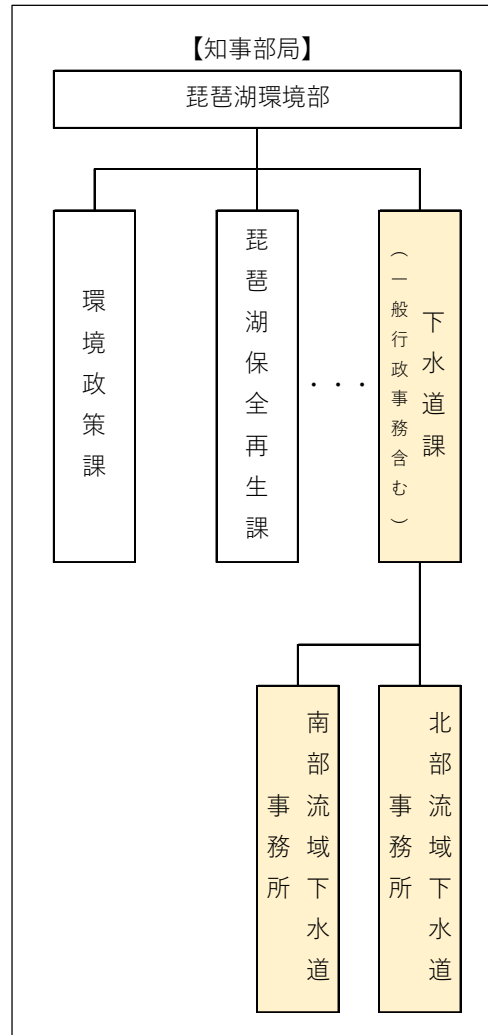 【知事部局】
琵琶湖環境部
環境政策課
琵琶湖保全再生課
・・・
下水道課
（一般行政事務含む）
南部流域下水道
事務所
北部流域下水道
事務所